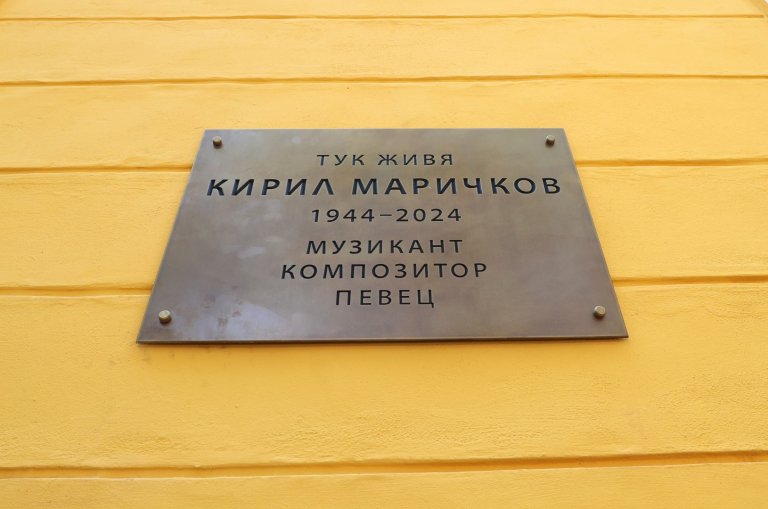 ТУК ЖИВЯ
КИРИЛ МАРИЧКОВ
1944–2024
МУЗИКАНТ
КОМПОЗИТОР
ПЕВЕЦ